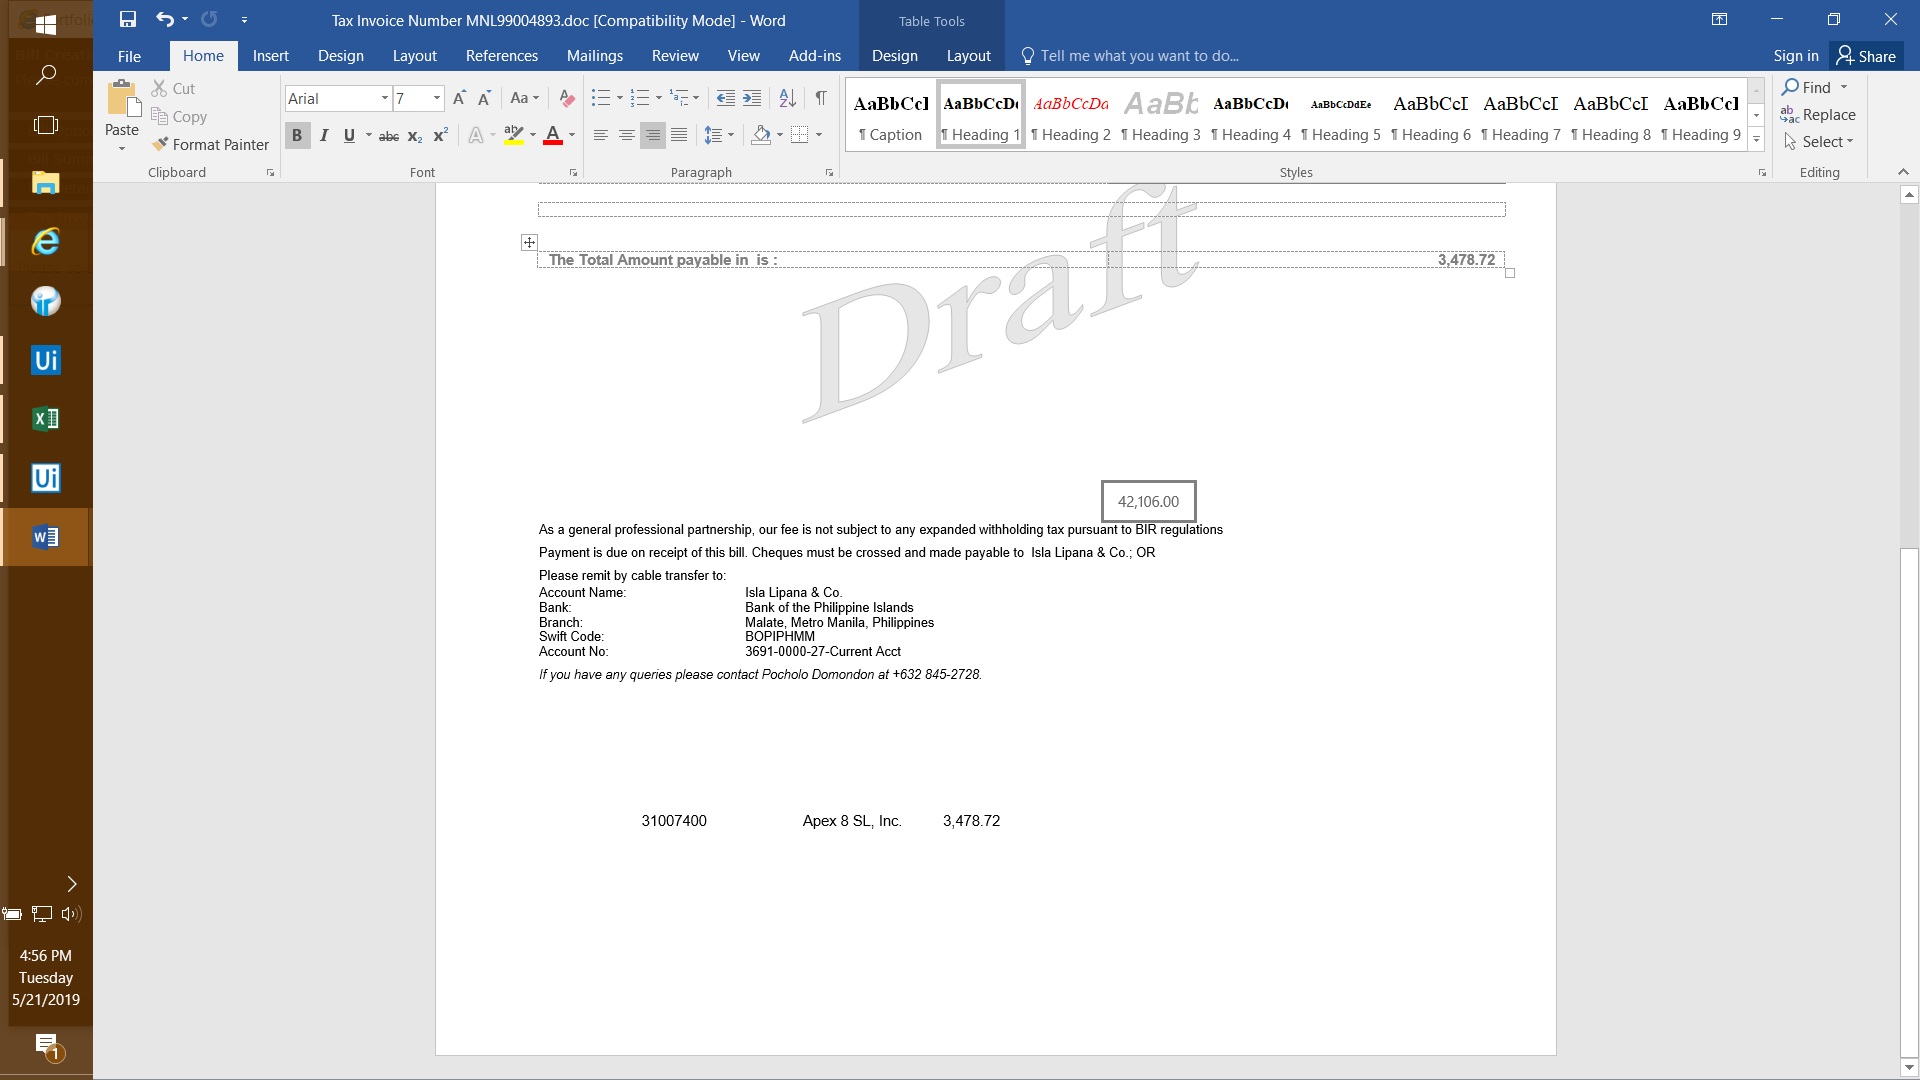 Tax Invoice Number MNL99004893.doc [Compatibility Mode] - Word
Table Tools
File Home Insert Design Layout References Mailings Review View Add-ins Design Layout Tell me what you want to do... Sign in Share
Paste
Cut
Copy
Format Painter
Clipboard
Arial 7
Aa
B I U abc X₂ X²
Font
Paragraph
AaBbCcI AaBbCcDc AaBbCcDa AaBb AaBbCcDc AaBbCcDdEe AaBbCcI AaBbCcI AaBbCcI AaBbCcI
¶ Caption ¶ Heading 1 ¶ Heading 2 ¶ Heading 3 ¶ Heading 4 ¶ Heading 5 ¶ Heading 6 ¶ Heading 7 ¶ Heading 8 ¶ Heading 9
Styles
Find
Replace
Select
Editing
The Total Amount payable in is : 3,478.72
Draft
42,106.00
As a general professional partnership, our fee is not subject to any expanded withholding tax pursuant to BIR regulations
Payment is due on receipt of this bill. Cheques must be crossed and made payable to Isla Lipana & Co.; OR
Please remit by cable transfer to:
Account Name: Isla Lipana & Co.
Bank: Bank of the Philippine Islands
Branch: Malate, Metro Manila, Philippines
Swift Code: BOPIPHMM
Account No: 3691-0000-27-Current Acct
If you have any queries please contact Pocholo Domondon at +632 845-2728.
31007400 Apex 8 SL, Inc. 3,478.72
Ui
Ui
4:56 PM
Tuesday
5/21/2019
1